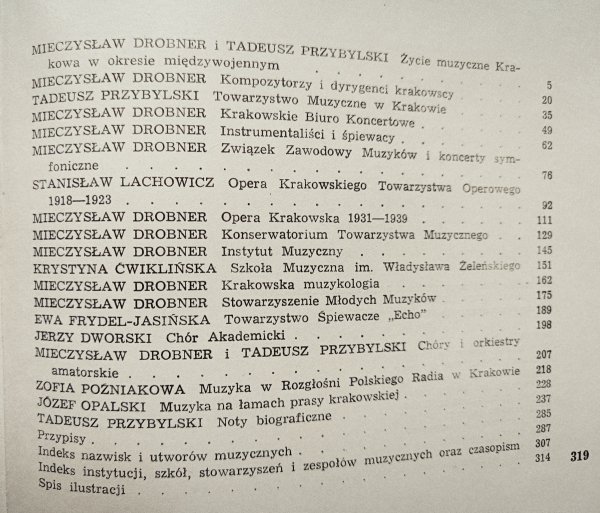 MIECZYSŁAW DROBNER i TADEUSZ PRZYBYLSKI Życie muzyczne Kra-
kowa w okresie międzywojennym . . . . . . . 5
MIECZYSŁAW DROBNER Kompozytorzy i dyrygenci krakowscy . . . 20
TADEUSZ PRZYBYLSKI Towarzystwo Muzyczne w Krakowie . . . 35
MIECZYSŁAW DROBNER Krakowskie Biuro Koncertowe . . . . 49
MIECZYSŁAW DROBNER Instrumentaliści i śpiewacy . . . . . 62
MIECZYSŁAW DROBNER Związek Zawodowy Muzyków i koncerty sym-
foniczne . . . . . . . . . . . . 76
STANISŁAW LACHOWICZ Opera Krakowskiego Towarzystwa Operowego
1918—1923 . . . . . . . . . . . . 92
MIECZYSŁAW DROBNER Opera Krakowska 1931—1939 . . . . . 111
MIECZYSŁAW DROBNER Konserwatorium Towarzystwa Muzycznego . . 129
MIECZYSŁAW DROBNER Instytut Muzyczny . . . . . . . 145
KRYSTYNA ĆWIKLIŃSKA Szkoła Muzyczna im. Władysława Żeleńskiego 151
MIECZYSŁAW DROBNER Krakowska muzykologia . . . . . . 162
MIECZYSŁAW DROBNER Stowarzyszenie Młodych Muzyków . . . . 175
EWA FRYDEL-JASIŃSKA Towarzystwo Śpiewacze „Echo" . . . . 189
JERZY DWORSKI Chór Akademicki . . . . . . . . . 198
MIECZYSŁAW DROBNER i TADEUSZ PRZYBYLSKI Chóry i orkiestry
amatorskie . . . . . . . . . . . . 207
ZOFIA POŹNIAKOWA Muzyka w Rozgłośni Polskiego Radia w Krakowie 218
JÓZEF OPALSKI Muzyka na łamach prasy krakowskiej . . . . . 228
TADEUSZ PRZYBYLSKI Noty biograficzne . . . . . . . 237
Przypisy . . . . . . . . . . . . . . 285
Indeks nazwisk i utworów muzycznych . . . . . . . . 287
Indeks instytucji, szkół, stowarzyszeń i zespołów muzycznych oraz czasopism 307
Spis ilustracji . . . . . . . . . . . . . 314
319